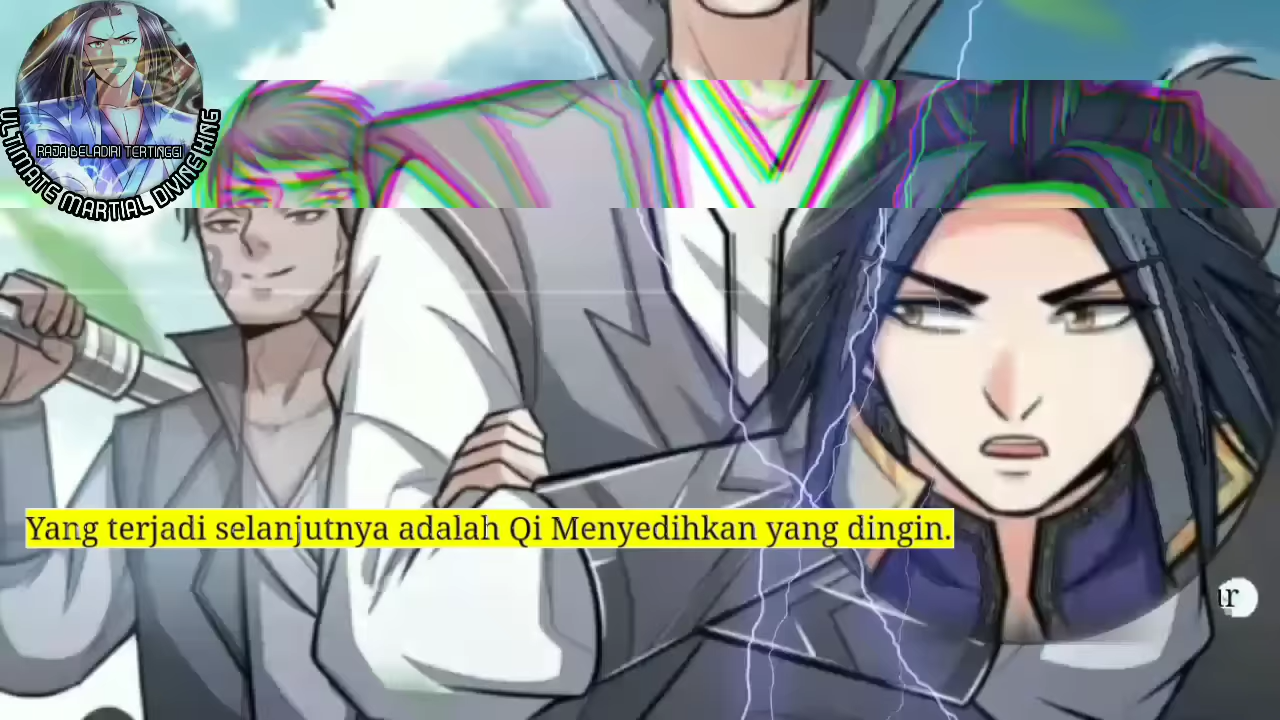 RAJA BELADIRI TERTINGGI
ULTIMATE MARTIAL DIVINE KING
Yang terjadi selanjutnya adalah Qi Menyedihkan yang dingin.